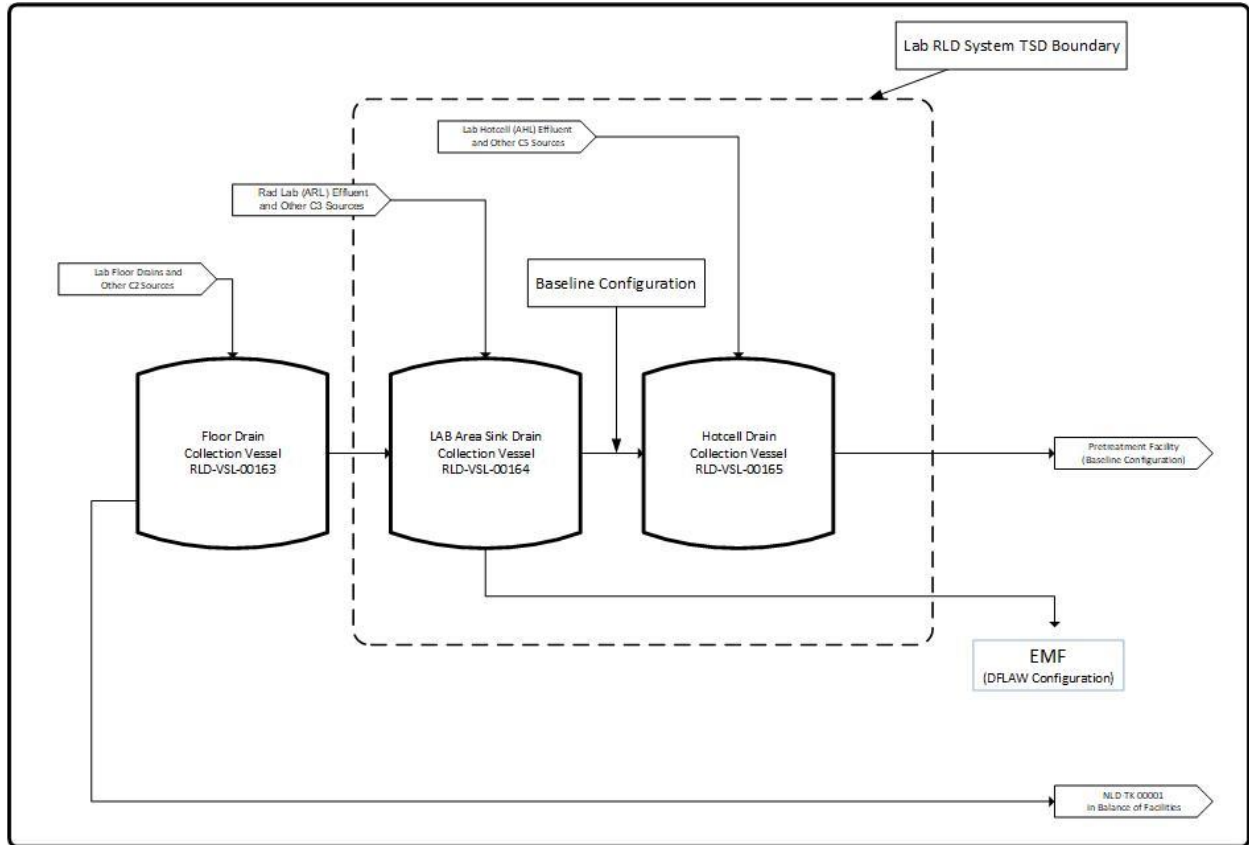 Lab RLD System TSD Boundary
Lab Hotcell (AHL) Effluent
and Other C5 Sources
Rad Lab (ARL) Effluent
and Other C3 Sources
Lab Floor Drains and
Other C2 Sources
Baseline Configuration
Floor Drain
Collection Vessel
RLD-VSL-00163
LAB Area Sink Drain
Collection Vessel
RLD-VSL-00164
Hotcell Drain
Collection Vessel
RLD-VSL-00165
Pretreatment Facility
(Baseline Configuration)
EMF
(DFLAW Configuration)
NLD TK 00001
in Balance of Facilities